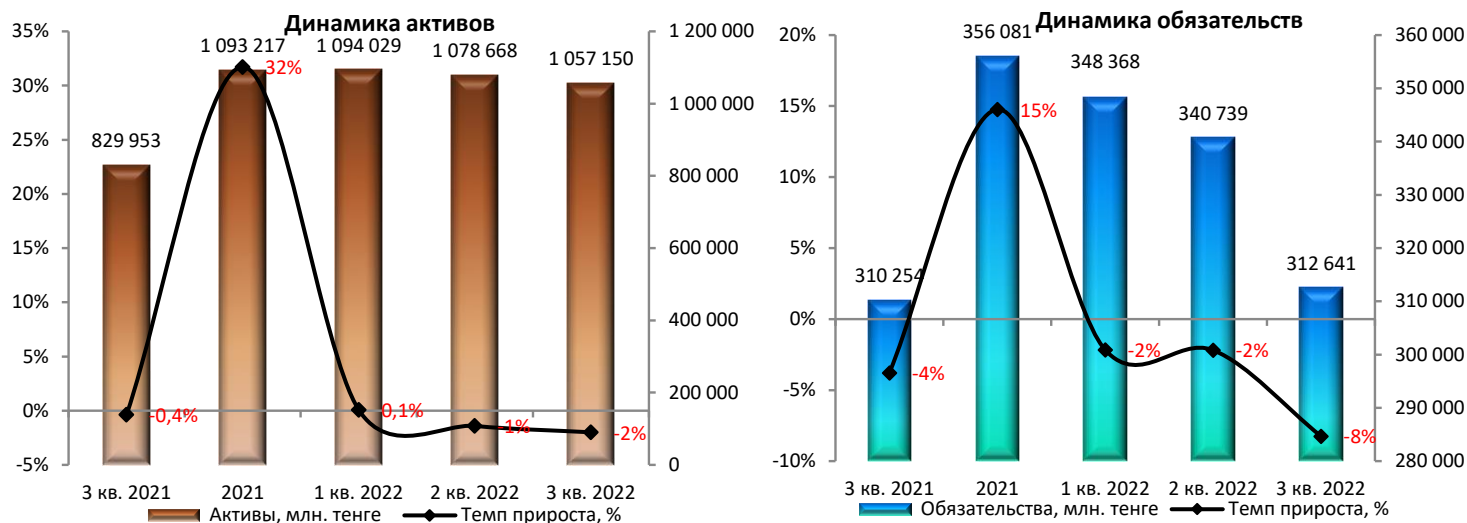 Динамика активов
35%
30%
25%
20%
15%
10%
5%
0%
-5%
1 200 000
1 000 000
800 000
600 000
400 000
200 000
0
829 953
1 093 217
1 094 029
1 078 668
1 057 150
-0,4%
32%
0,1%
-1%
-2%
3 кв. 2021
2021
1 кв. 2022
2 кв. 2022
3 кв. 2022
Активы, млн. тенге
Темп прироста, %
Динамика обязательств
20%
15%
10%
5%
0%
-5%
-10%
360 000
350 000
340 000
330 000
320 000
310 000
300 000
290 000
280 000
310 254
356 081
348 368
340 739
312 641
-4%
15%
-2%
-2%
-8%
3 кв. 2021
2021
1 кв. 2022
2 кв. 2022
3 кв. 2022
Обязательства, млн. тенге
Темп прироста, %